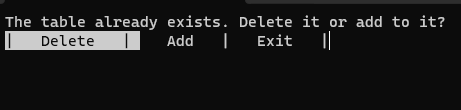 The table already exists. Delete it or add to it?
|   Delete   |   Add   |   Exit   |